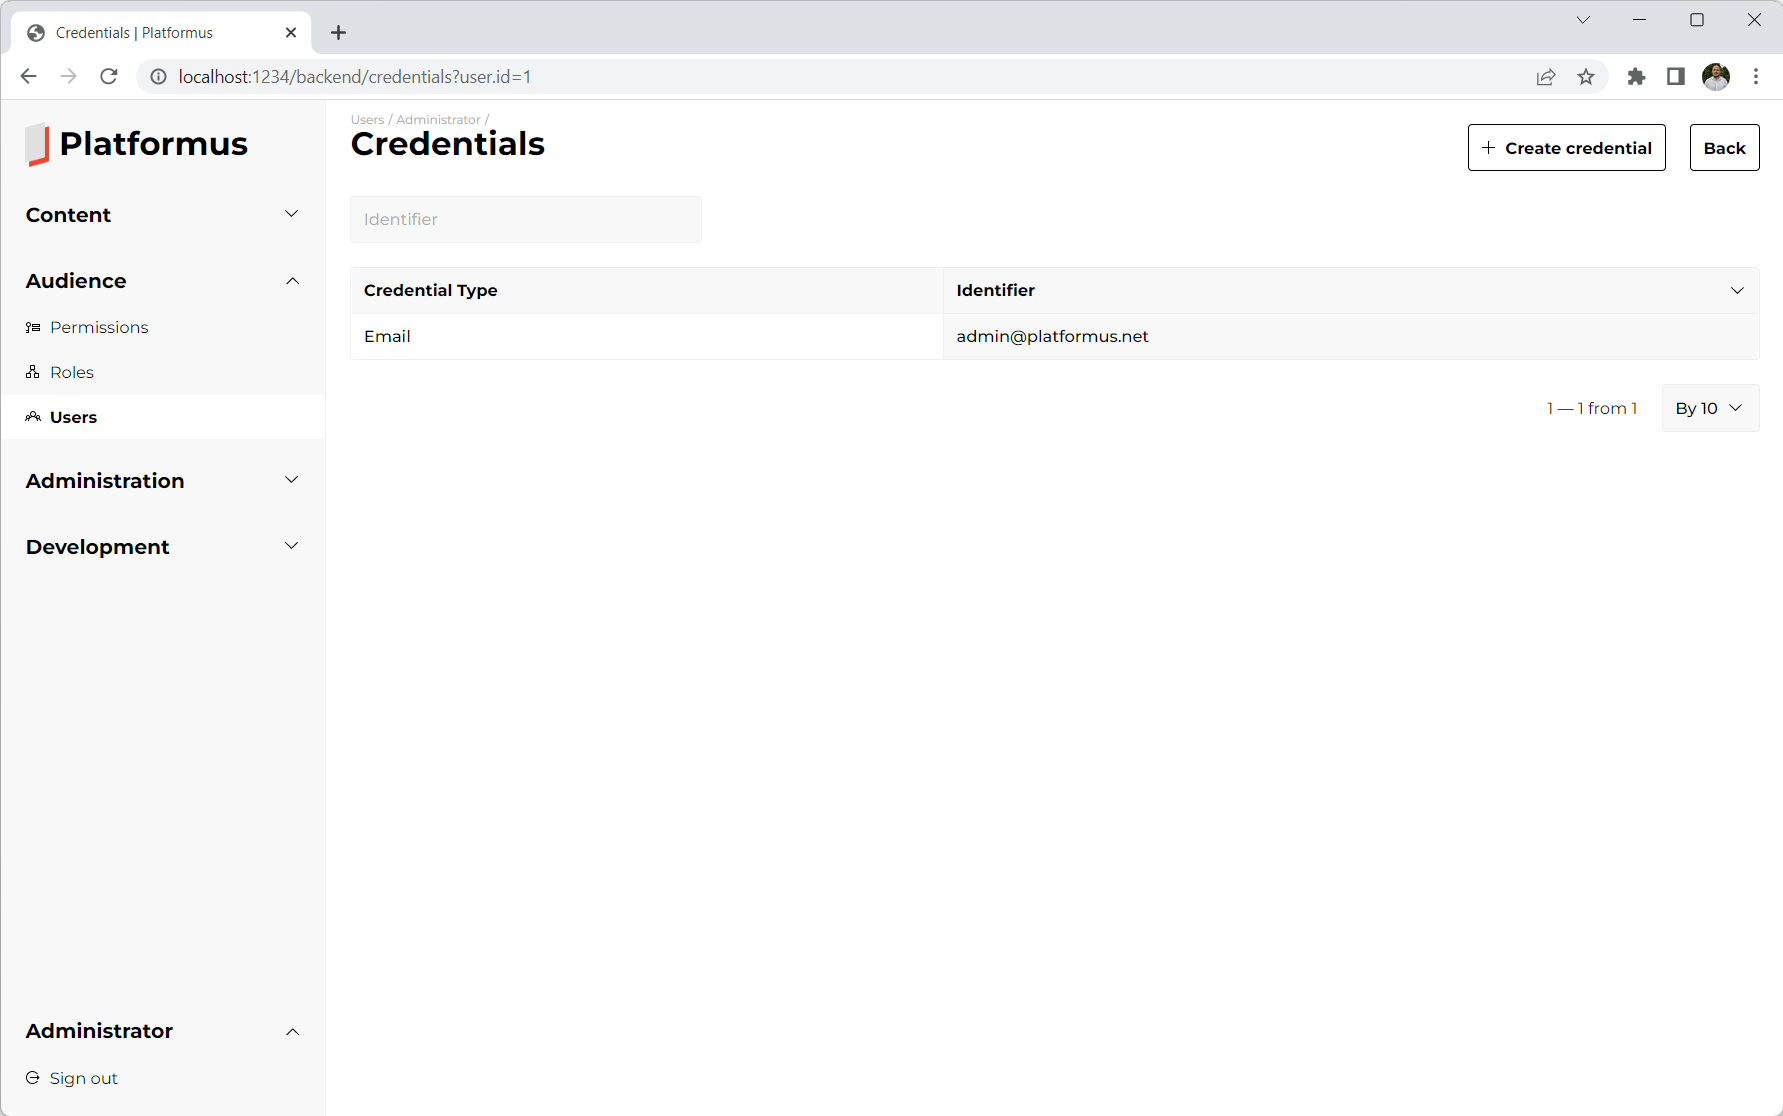 Credentials | Platformus
localhost:1234/backend/credentials?user.id=1
Platformus
Content
Audience
Permissions
Roles
Users
Administration
Development
Administrator
Sign out
Users / Administrator /
Credentials
Create credential
Back
Identifier
Credential Type Identifier
Email admin@platformus.net
1 — 1 from 1
By 10